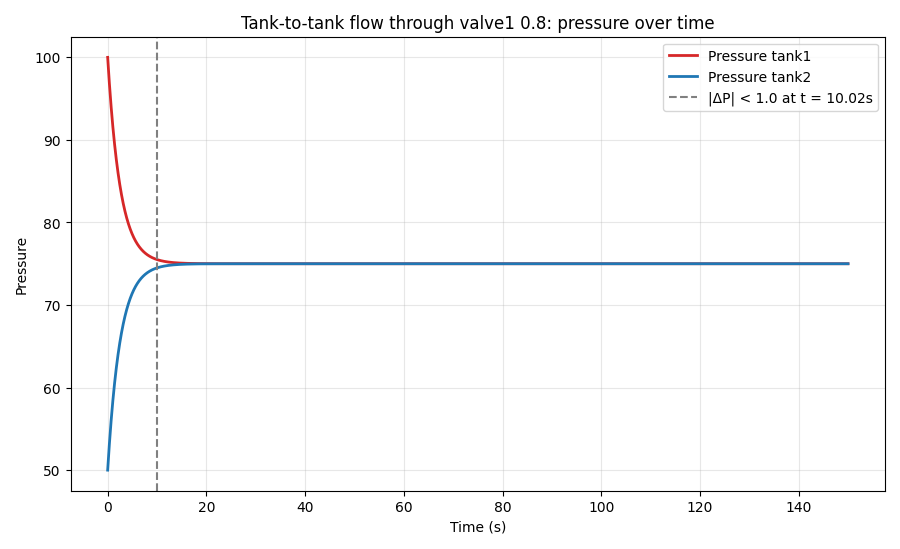 Tank-to-tank flow through valve1 0.8: pressure over time
Pressure tank1
Pressure tank2
|ΔP| < 1.0 at t = 10.02s
100
90
80
70
60
50
Pressure
0 20 40 60 80 100 120 140
Time (s)